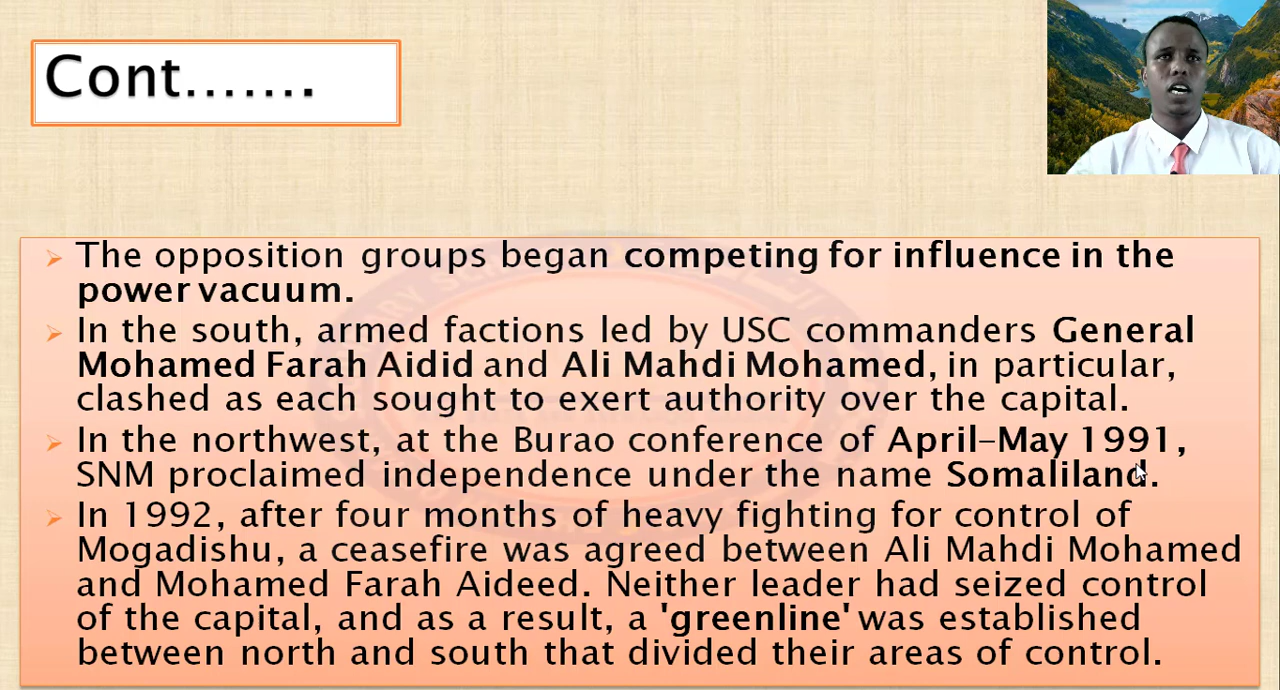 Cont.......
The opposition groups began competing for influence in the
power vacuum.
In the south, armed factions led by USC commanders General
Mohamed Farah Aidid and Ali Mahdi Mohamed, in particular,
clashed as each sought to exert authority over the capital.
In the northwest, at the Burao conference of April–May 1991,
SNM proclaimed independence under the name Somaliland.
In 1992, after four months of heavy fighting for control of
Mogadishu, a ceasefire was agreed between Ali Mahdi Mohamed
and Mohamed Farah Aideed. Neither leader had seized control
of the capital, and as a result, a 'greenline' was established
between north and south that divided their areas of control.